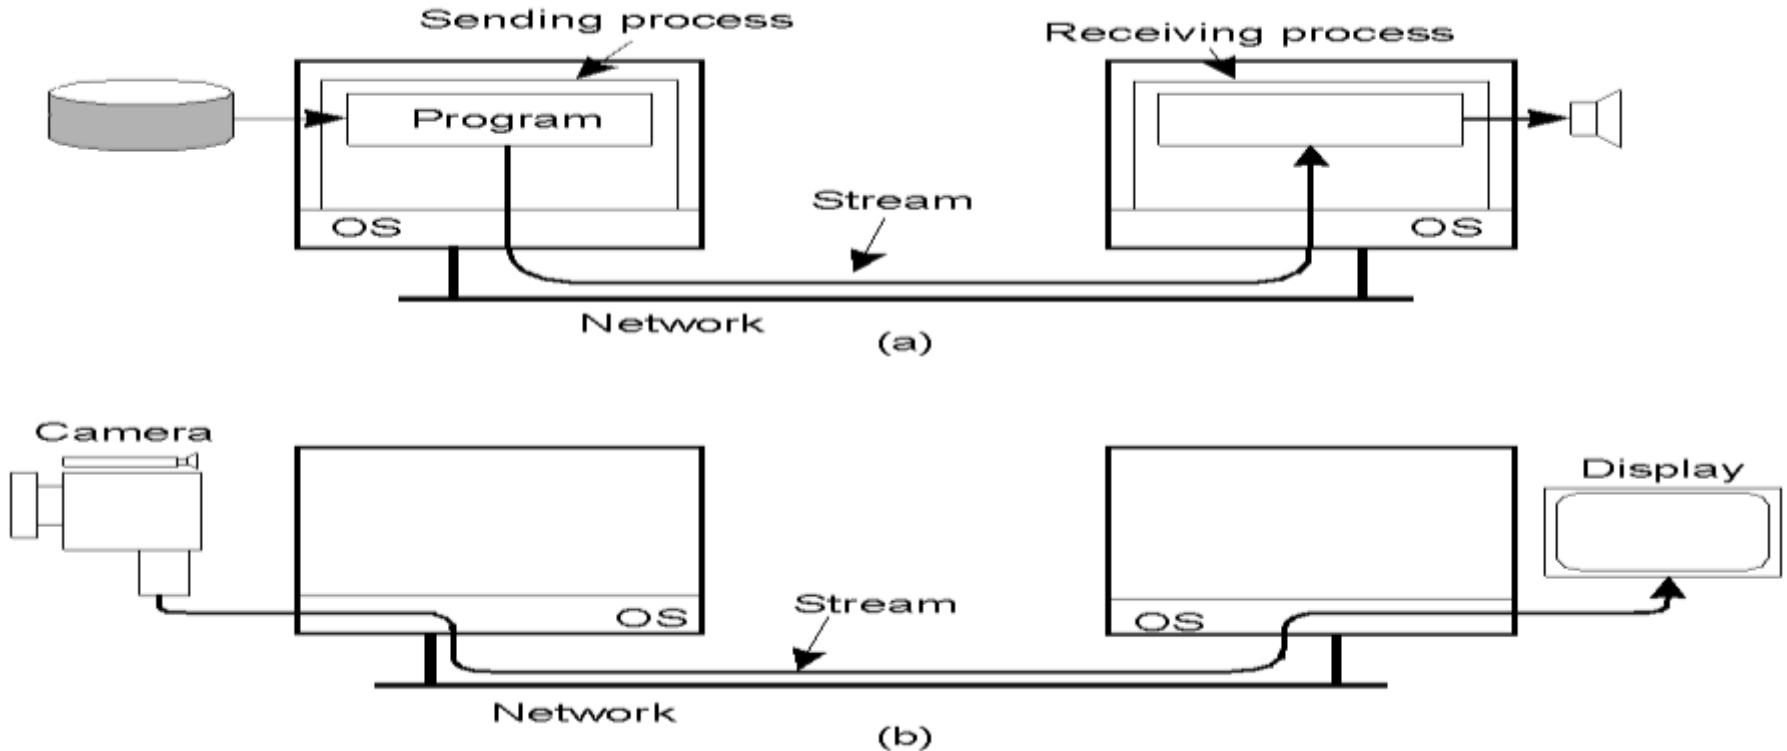 Sending process
Receiving process
Program
Stream
OS
OS
Network
(a)
Camera
Display
Stream
OS
OS
Network
(b)